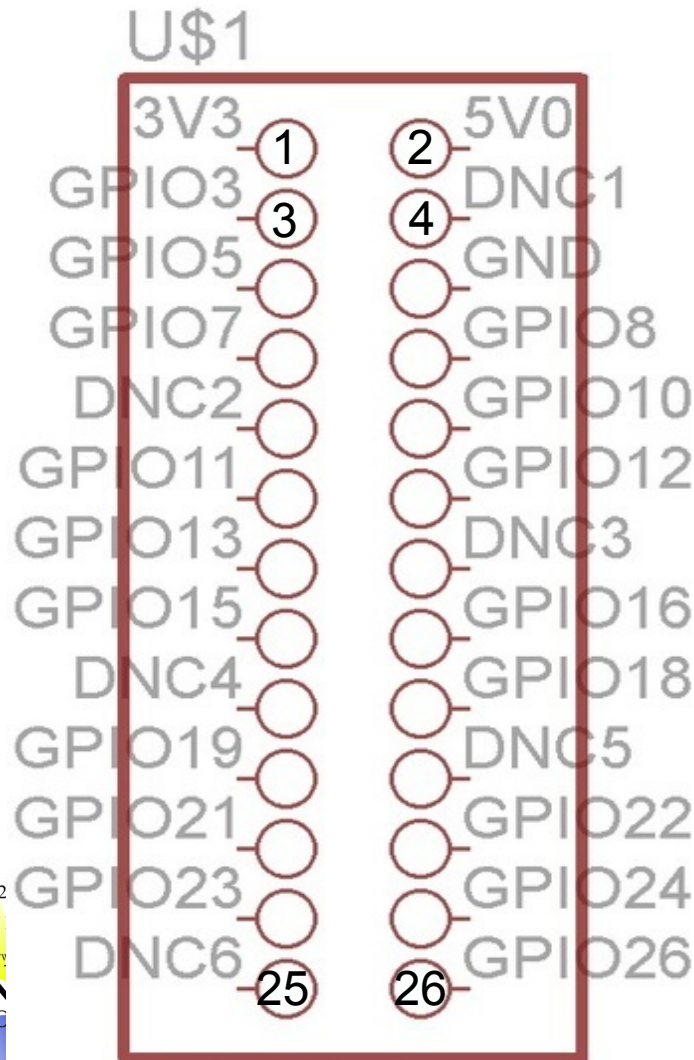 U$1
3V3 1 2 5V0
GPIO3 3 4 DNC1
GPIO5 GND
GPIO7 GPIO8
DNC2 GPIO10
GPIO11 GPIO12
GPIO13 DNC3
GPIO15 GPIO16
DNC4 GPIO18
GPIO19 DNC5
GPIO21 GPIO22
2
GPIO23 GPIO24
DNC6 25 26 GPIO26